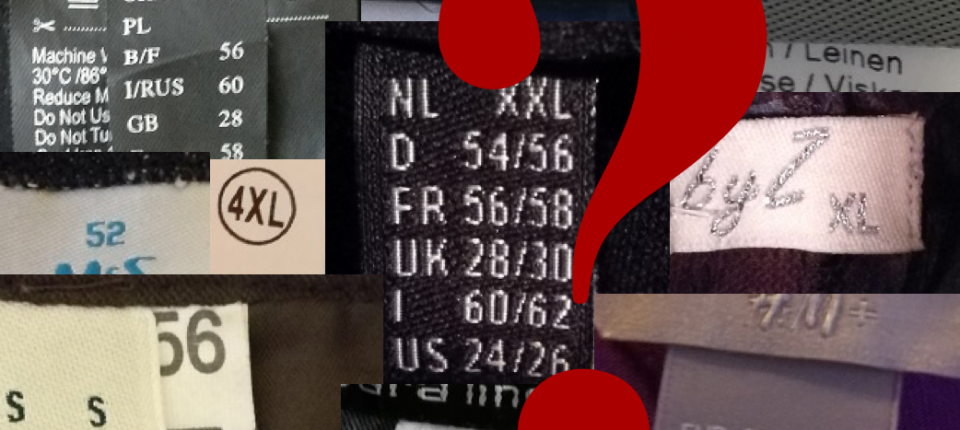 PL
Machine
30°C /86°
Reduce M
Do Not Us
Do Not Tu
B/F 56
I/RUS 60
GB 28
58
52
4XL
56
S S
NL XXL
D 54/56
FR 56/58
UK 28/30
I 60/62
US 24/26
/ Leinen
se / Visk
by Z
XL